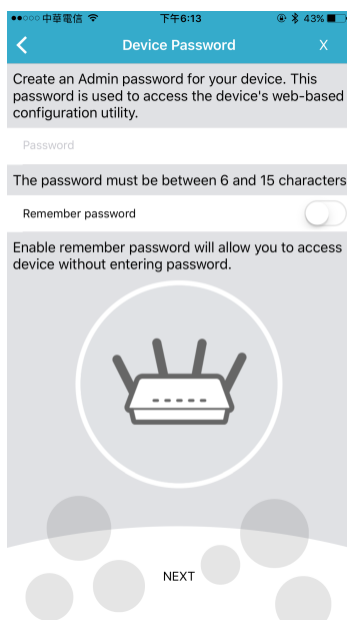 中華電信 下午6:13 43%
Device Password X
Create an Admin password for your device. This
password is used to access the device's web-based
configuration utility.
Password
The password must be between 6 and 15 characters
Remember password
Enable remember password will allow you to access
device without entering password.
NEXT